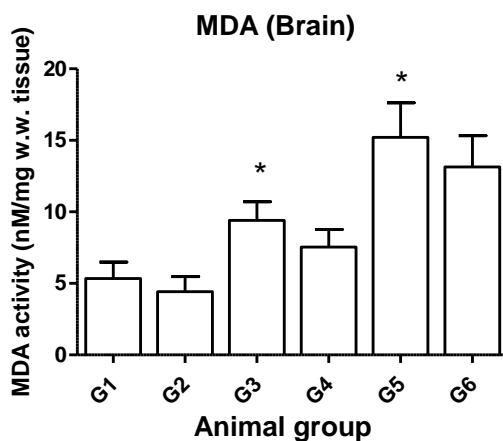 MDA (Brain)
MDA activity (nM/mg w.w. tissue)
20
15
10
5
0
*
*
G1
G2
G3
G4
G5
G6
Animal group